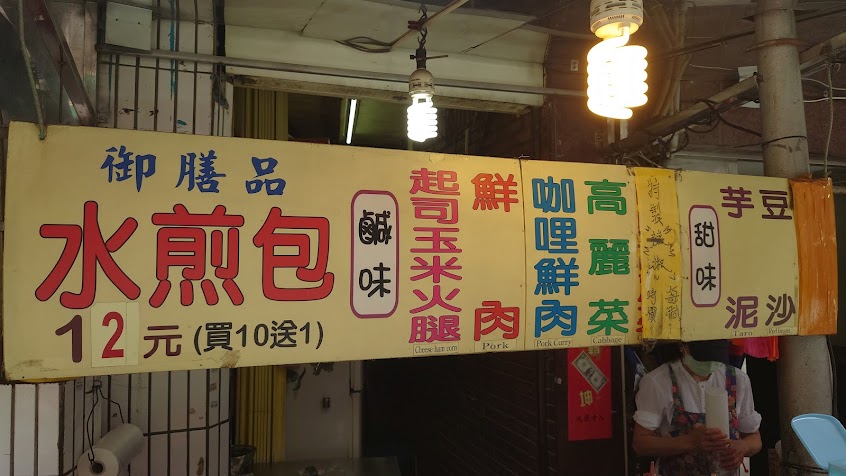 御膳品
水煎包
12元(買10送1)
鹹味
起司玉米火腿
Cheese ham corn
鮮肉
Pork
咖哩鮮肉
Pork Curry
高麗菜
Cabbage
甜味
芋泥
Taro
豆沙